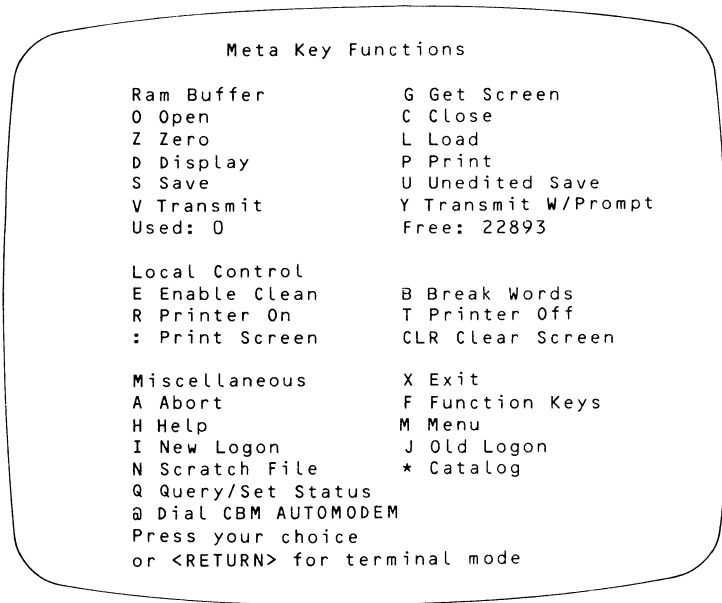 Meta Key Functions
Ram Buffer G Get Screen
O Open C Close
Z Zero L Load
D Display P Print
S Save U Unedited Save
V Transmit Y Transmit W/Prompt
Used: 0 Free: 22893
Local Control
E Enable Clean B Break Words
R Printer On T Printer Off
: Print Screen CLR Clear Screen
Miscellaneous X Exit
A Abort F Function Keys
H Help M Menu
I New Logon J Old Logon
N Scratch File * Catalog
Q Query/Set Status
@ Dial CBM AUTOMODEM
Press your choice
or <RETURN> for terminal mode